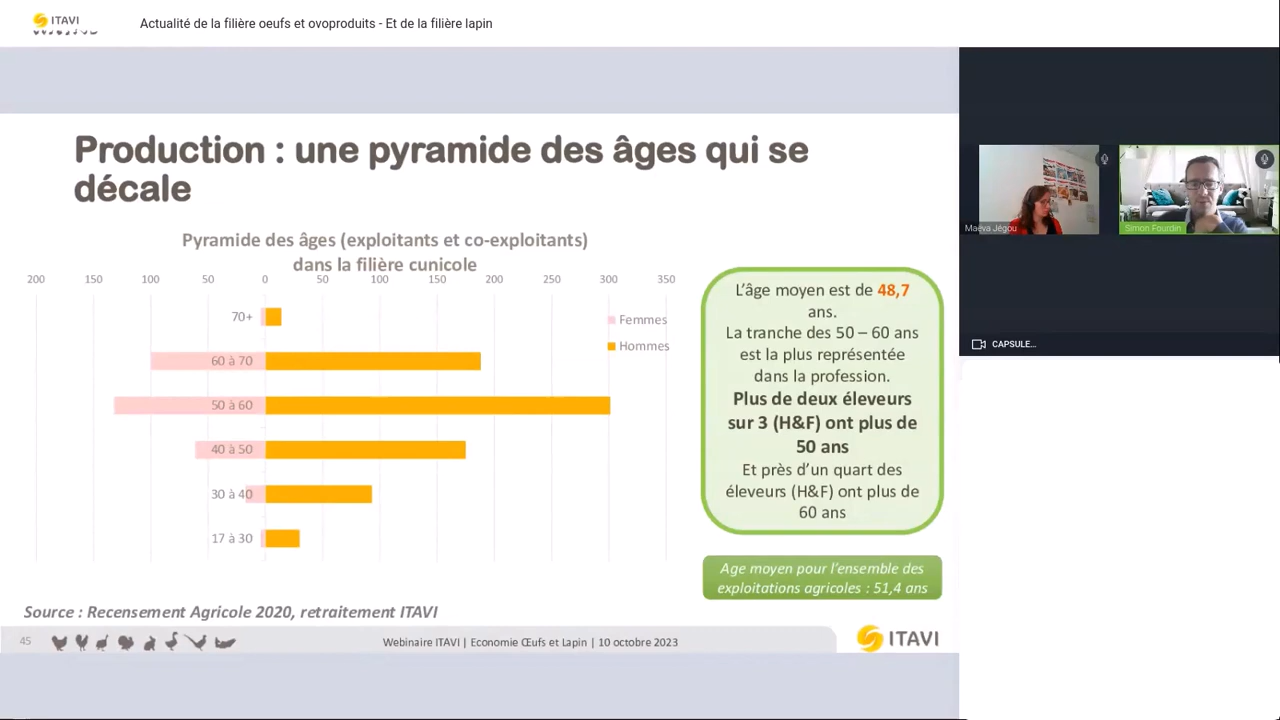 ITAVI
Actualité de la filière oeufs et ovoproduits - Et de la filière lapin
Production : une pyramide des âges qui se
décale
Pyramide des âges (exploitants et co-exploitants)
dans la filière cunicole
200 150 100 50 0 50 100 150 200 250 300 350
70+
60 à 70
50 à 60
40 à 50
30 à 40
17 à 30
Femmes
Hommes
L'âge moyen est de 48,7
ans.
La tranche des 50 – 60 ans
est la plus représentée
dans la profession.
Plus de deux éleveurs
sur 3 (H&F) ont plus de
50 ans
Et près d'un quart des
éleveurs (H&F) ont plus de
60 ans
Age moyen pour l'ensemble des
exploitations agricoles : 51,4 ans
Source : Recensement Agricole 2020, retraitement ITAVI
45
Webinaire ITAVI | Economie Œufs et Lapin | 10 octobre 2023
ITAVI
Maëva Jégou
Simon Fourdin
CAPSULE...